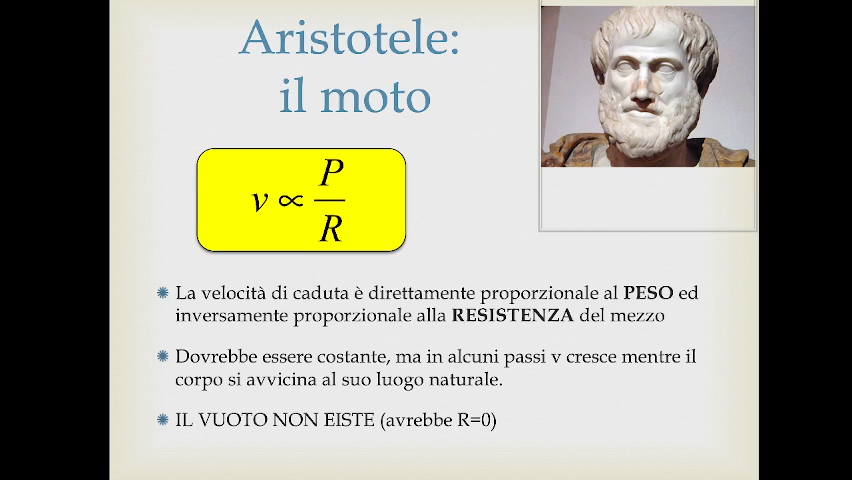 Aristotele:
il moto
v ∝ P/R
La velocità di caduta è direttamente proporzionale al PESO ed
inversamente proporzionale alla RESISTENZA del mezzo
Dovrebbe essere costante, ma in alcuni passi v cresce mentre il
corpo si avvicina al suo luogo naturale.
IL VUOTO NON EISTE (avrebbe R=0)